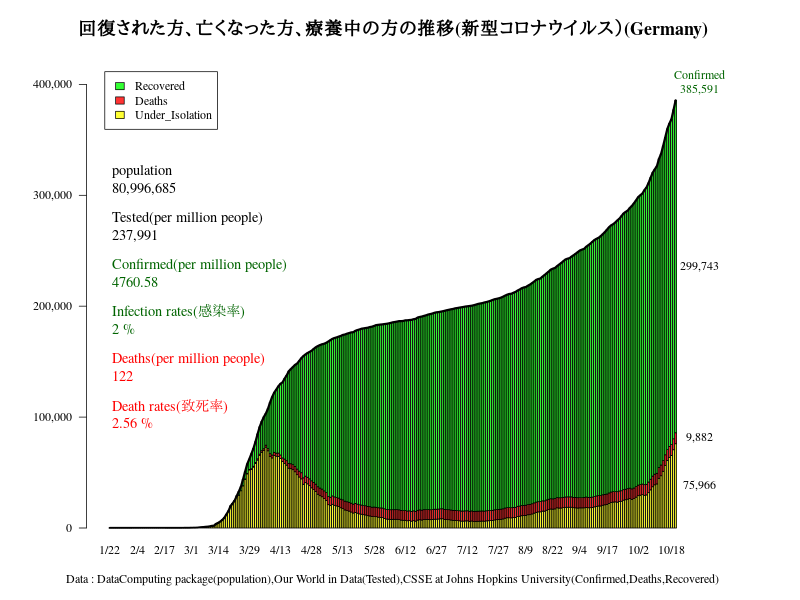 回復された方、亡くなった方、療養中の方の推移(新型コロナウイルス）(Germany)
Confirmed
385,591
400,000
Recovered
Deaths
Under_Isolation
population
80,996,685
300,000
Tested(per million people)
237,991
Confirmed(per million people)
4760.58
299,743
200,000
Infection rates(感染率)
2 %
Deaths(per million people)
122
Death rates(致死率)
2.56 %
100,000
9,882
75,966
0
1/22 2/4 2/17 3/1 3/14 3/29 4/13 4/28 5/13 5/28 6/12 6/27 7/12 7/27 8/9 8/22 9/4 9/17 10/2 10/18
Data : DataComputing package(population),Our World in Data(Tested),CSSE at Johns Hopkins University(Confirmed,Deaths,Recovered)